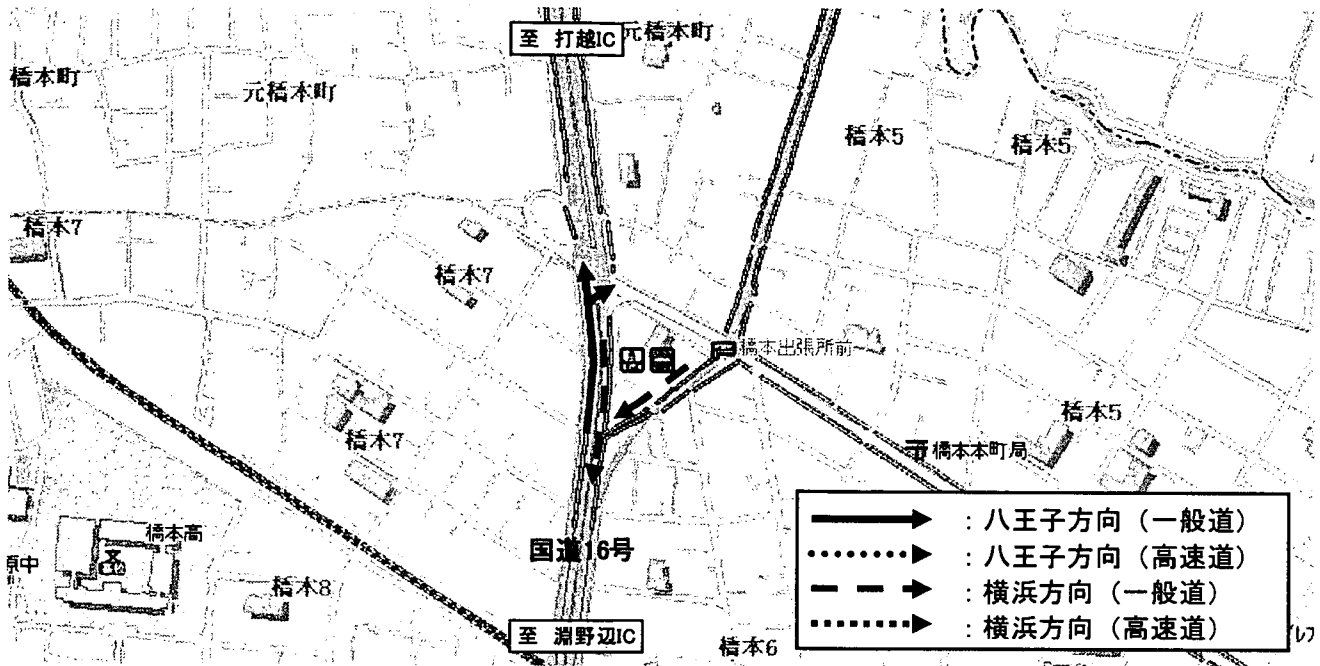 至 打越IC
元橋本町
橋本町
元橋本町
橋本5
橋本5
橋本7
橋本7
橋本出張所前
橋本7
橋本5
橋本本町局
橋本高
原中
文
国道16号
橋本8
至 淵野辺IC
橋本6
：八王子方向（一般道）
：八王子方向（高速道）
：横浜方向（一般道）
：横浜方向（高速道）